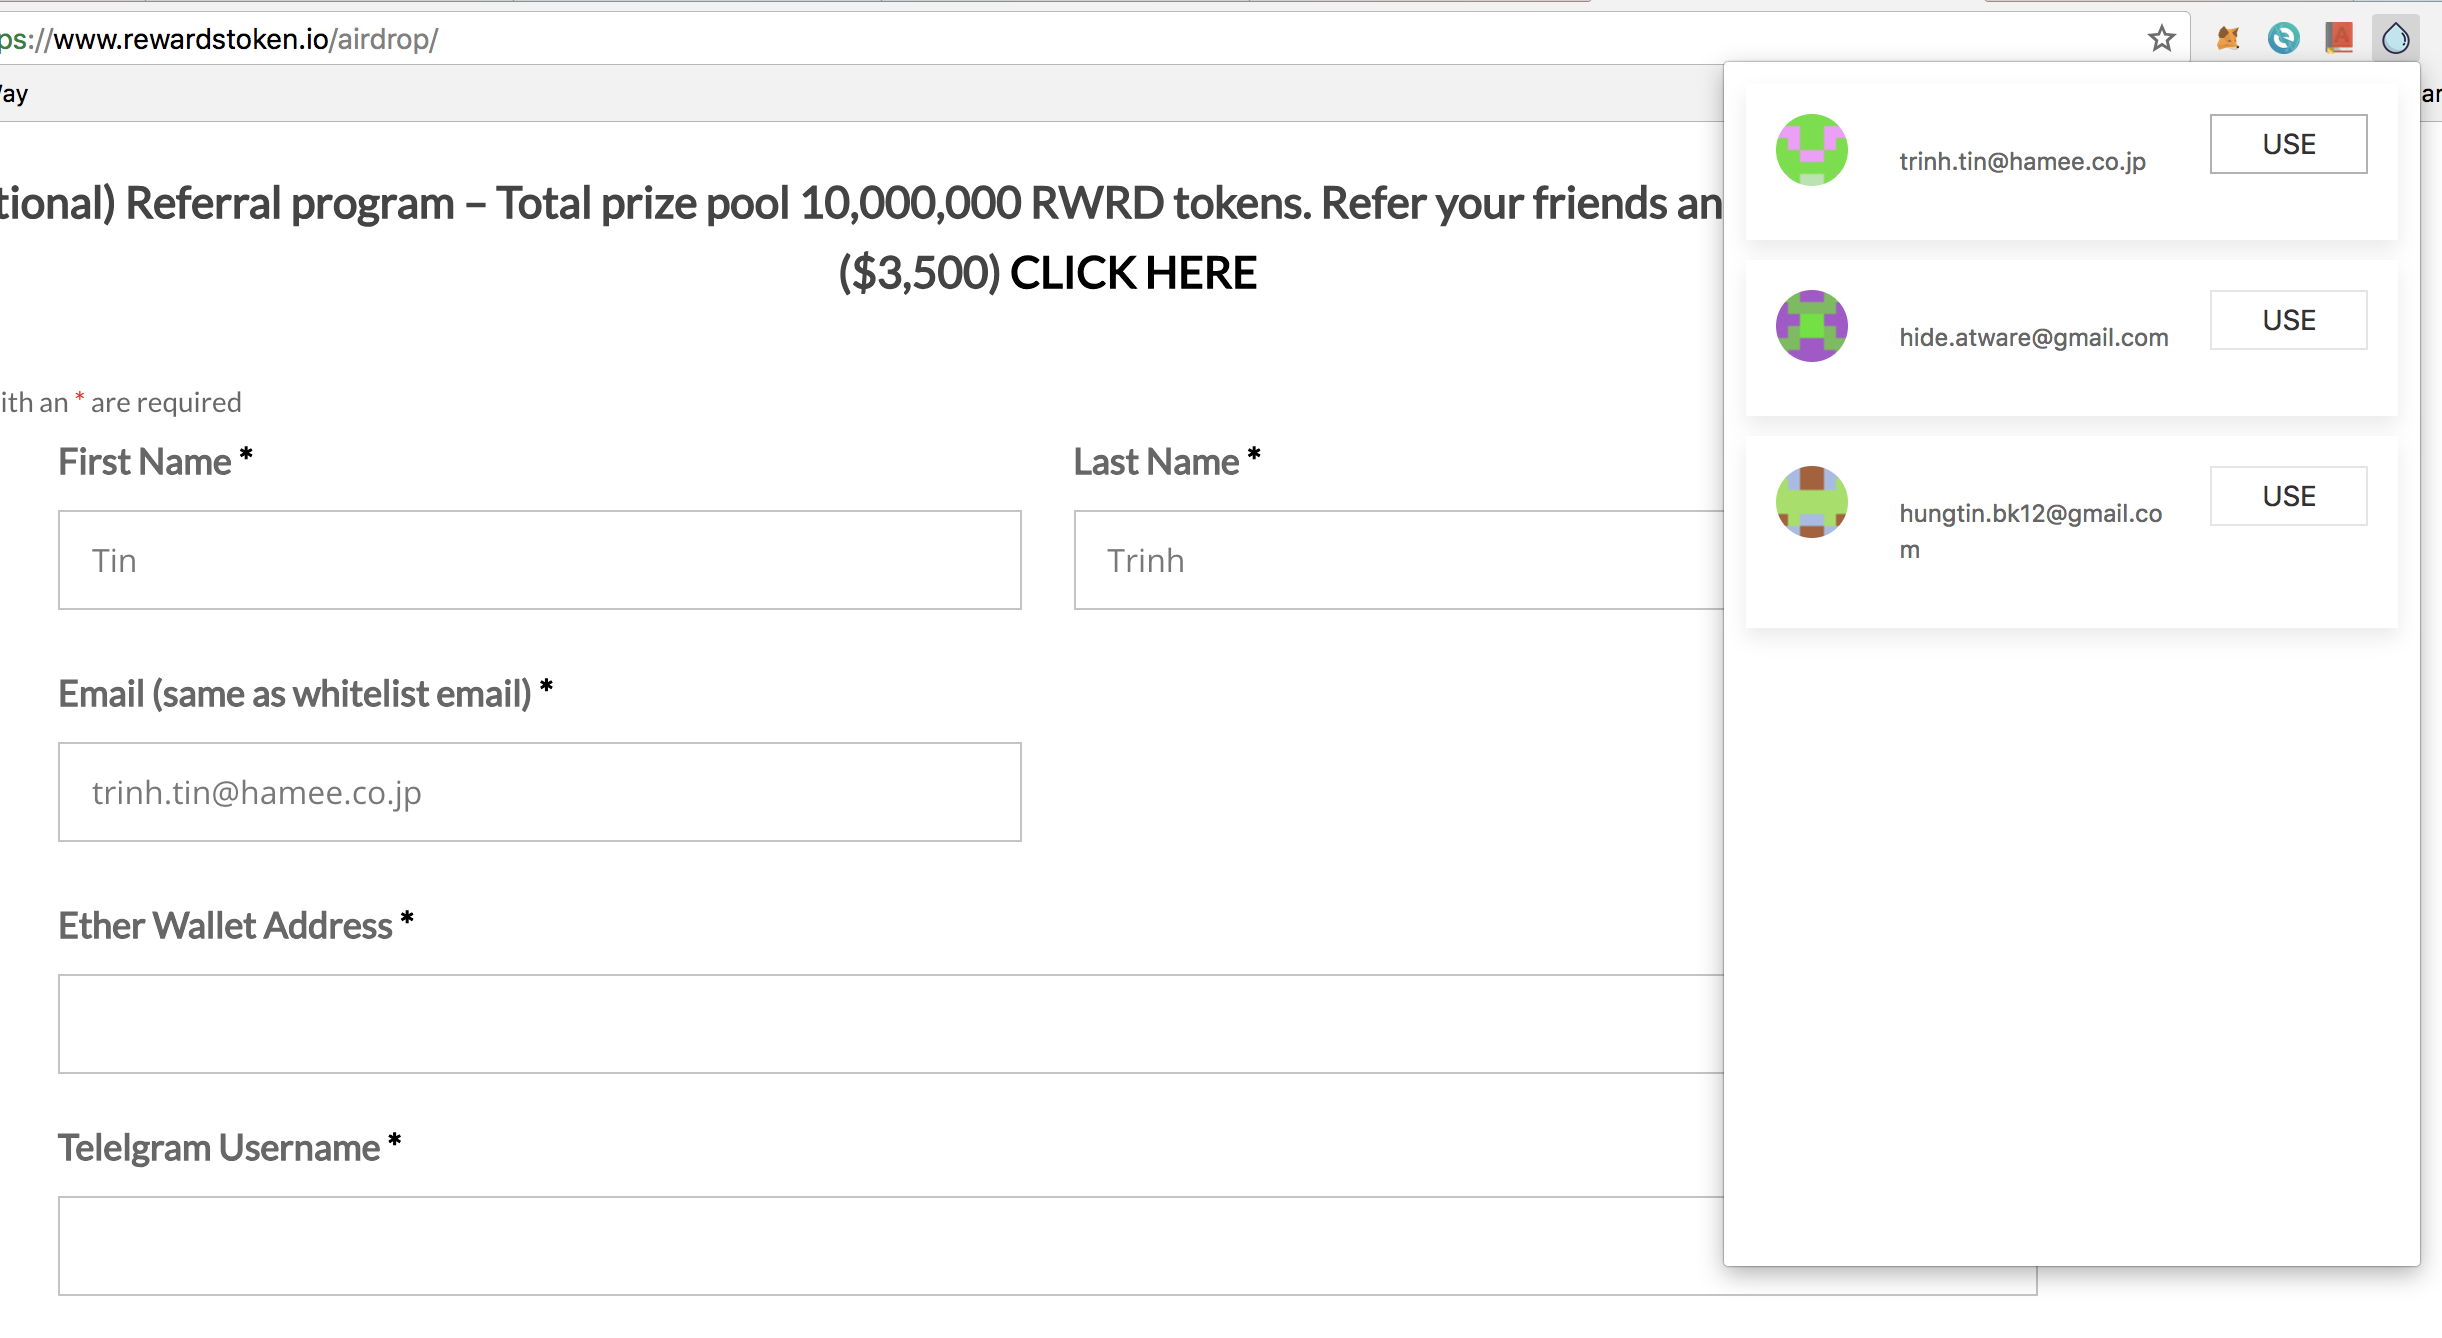 ps://www.rewardstoken.io/airdrop/
ay
ar
tional) Referral program – Total prize pool 10,000,000 RWRD tokens. Refer your friends an
($3,500) CLICK HERE
ith an * are required
First Name *
Last Name *
Tin
Trinh
Email (same as whitelist email) *
trinh.tin@hamee.co.jp
Ether Wallet Address *
Telelgram Username *
trinh.tin@hamee.co.jp
USE
hide.atware@gmail.com
USE
hungtin.bk12@gmail.co
m
USE